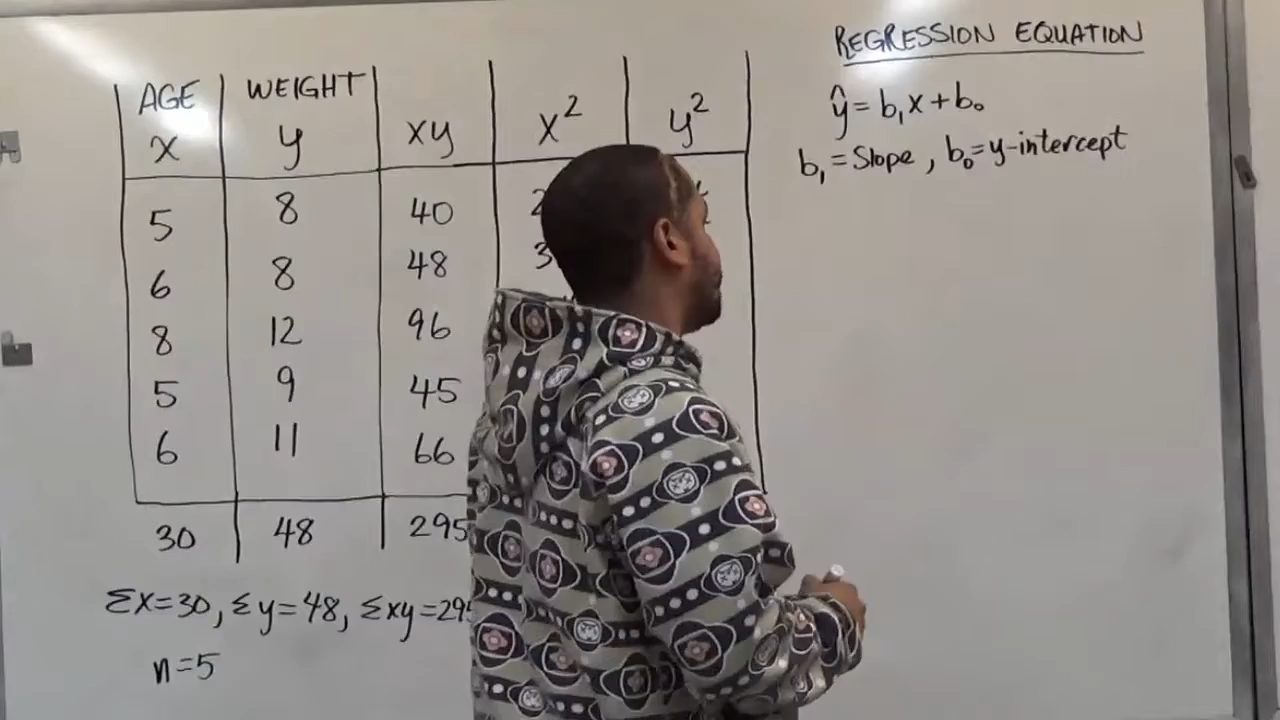 REGRESSION EQUATION
AGE WEIGHT
x y xy x² y²
ŷ = b₁x + b₀
b₁ = Slope, b₀ = y-intercept
5 8 40
6 8 48
8 12 96
5 9 45
6 11 66
30 48 295
Σx=30, Σy=48, Σxy=29
n=5